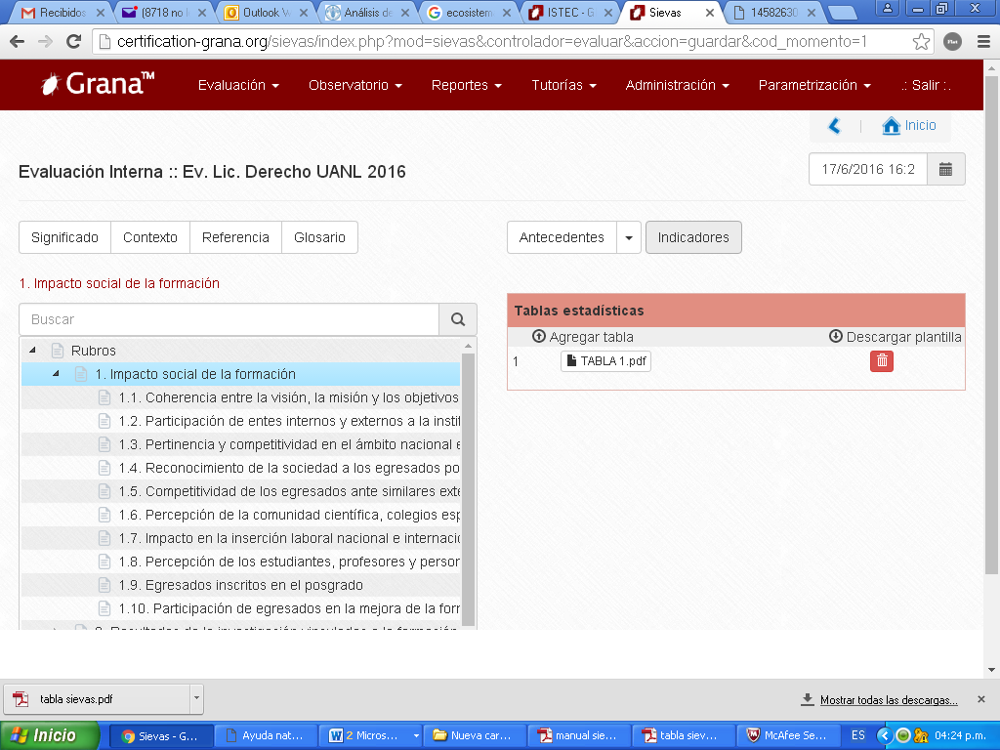 Recibidos
(8718 no l
Outlook W
Análisis de
ecosistem
ISTEC - G
Sievas
14582630
certification-grana.org/sievas/index.php?mod=sievas&controlador=evaluar&accion=guardar&cod_momento=1
Grana™
Evaluación
Observatorio
Reportes
Tutorías
Administración
Parametrización
.: Salir :.
Inicio
Evaluación Interna :: Ev. Lic. Derecho UANL 2016
17/6/2016 16:2
Significado
Contexto
Referencia
Glosario
Antecedentes
Indicadores
1. Impacto social de la formación
Buscar
Rubros
1. Impacto social de la formación
1.1. Coherencia entre la visión, la misión y los objetivos
1.2. Participación de entes internos y externos a la instit
1.3. Pertinencia y competitividad en el ámbito nacional e
1.4. Reconocimiento de la sociedad a los egresados po
1.5. Competitividad de los egresados ante similares exte
1.6. Percepción de la comunidad científica, colegios esp
1.7. Impacto en la inserción laboral nacional e internacio
1.8. Percepción de los estudiantes, profesores y persor
1.9. Egresados inscritos en el posgrado
1.10. Participación de egresados en la mejora de la forr
2. Resultados de la investigación vinculados a la formación
Tablas estadísticas
Agregar tabla
Descargar plantilla
1
TABLA 1.pdf
tabla sievas.pdf
Mostrar todas las descargas...
Inicio
Sievas - G...
Ayuda nat...
2 Micros...
Nueva car...
manual sie...
tabla siev...
McAfee Se...
ES
04:24 p.m.